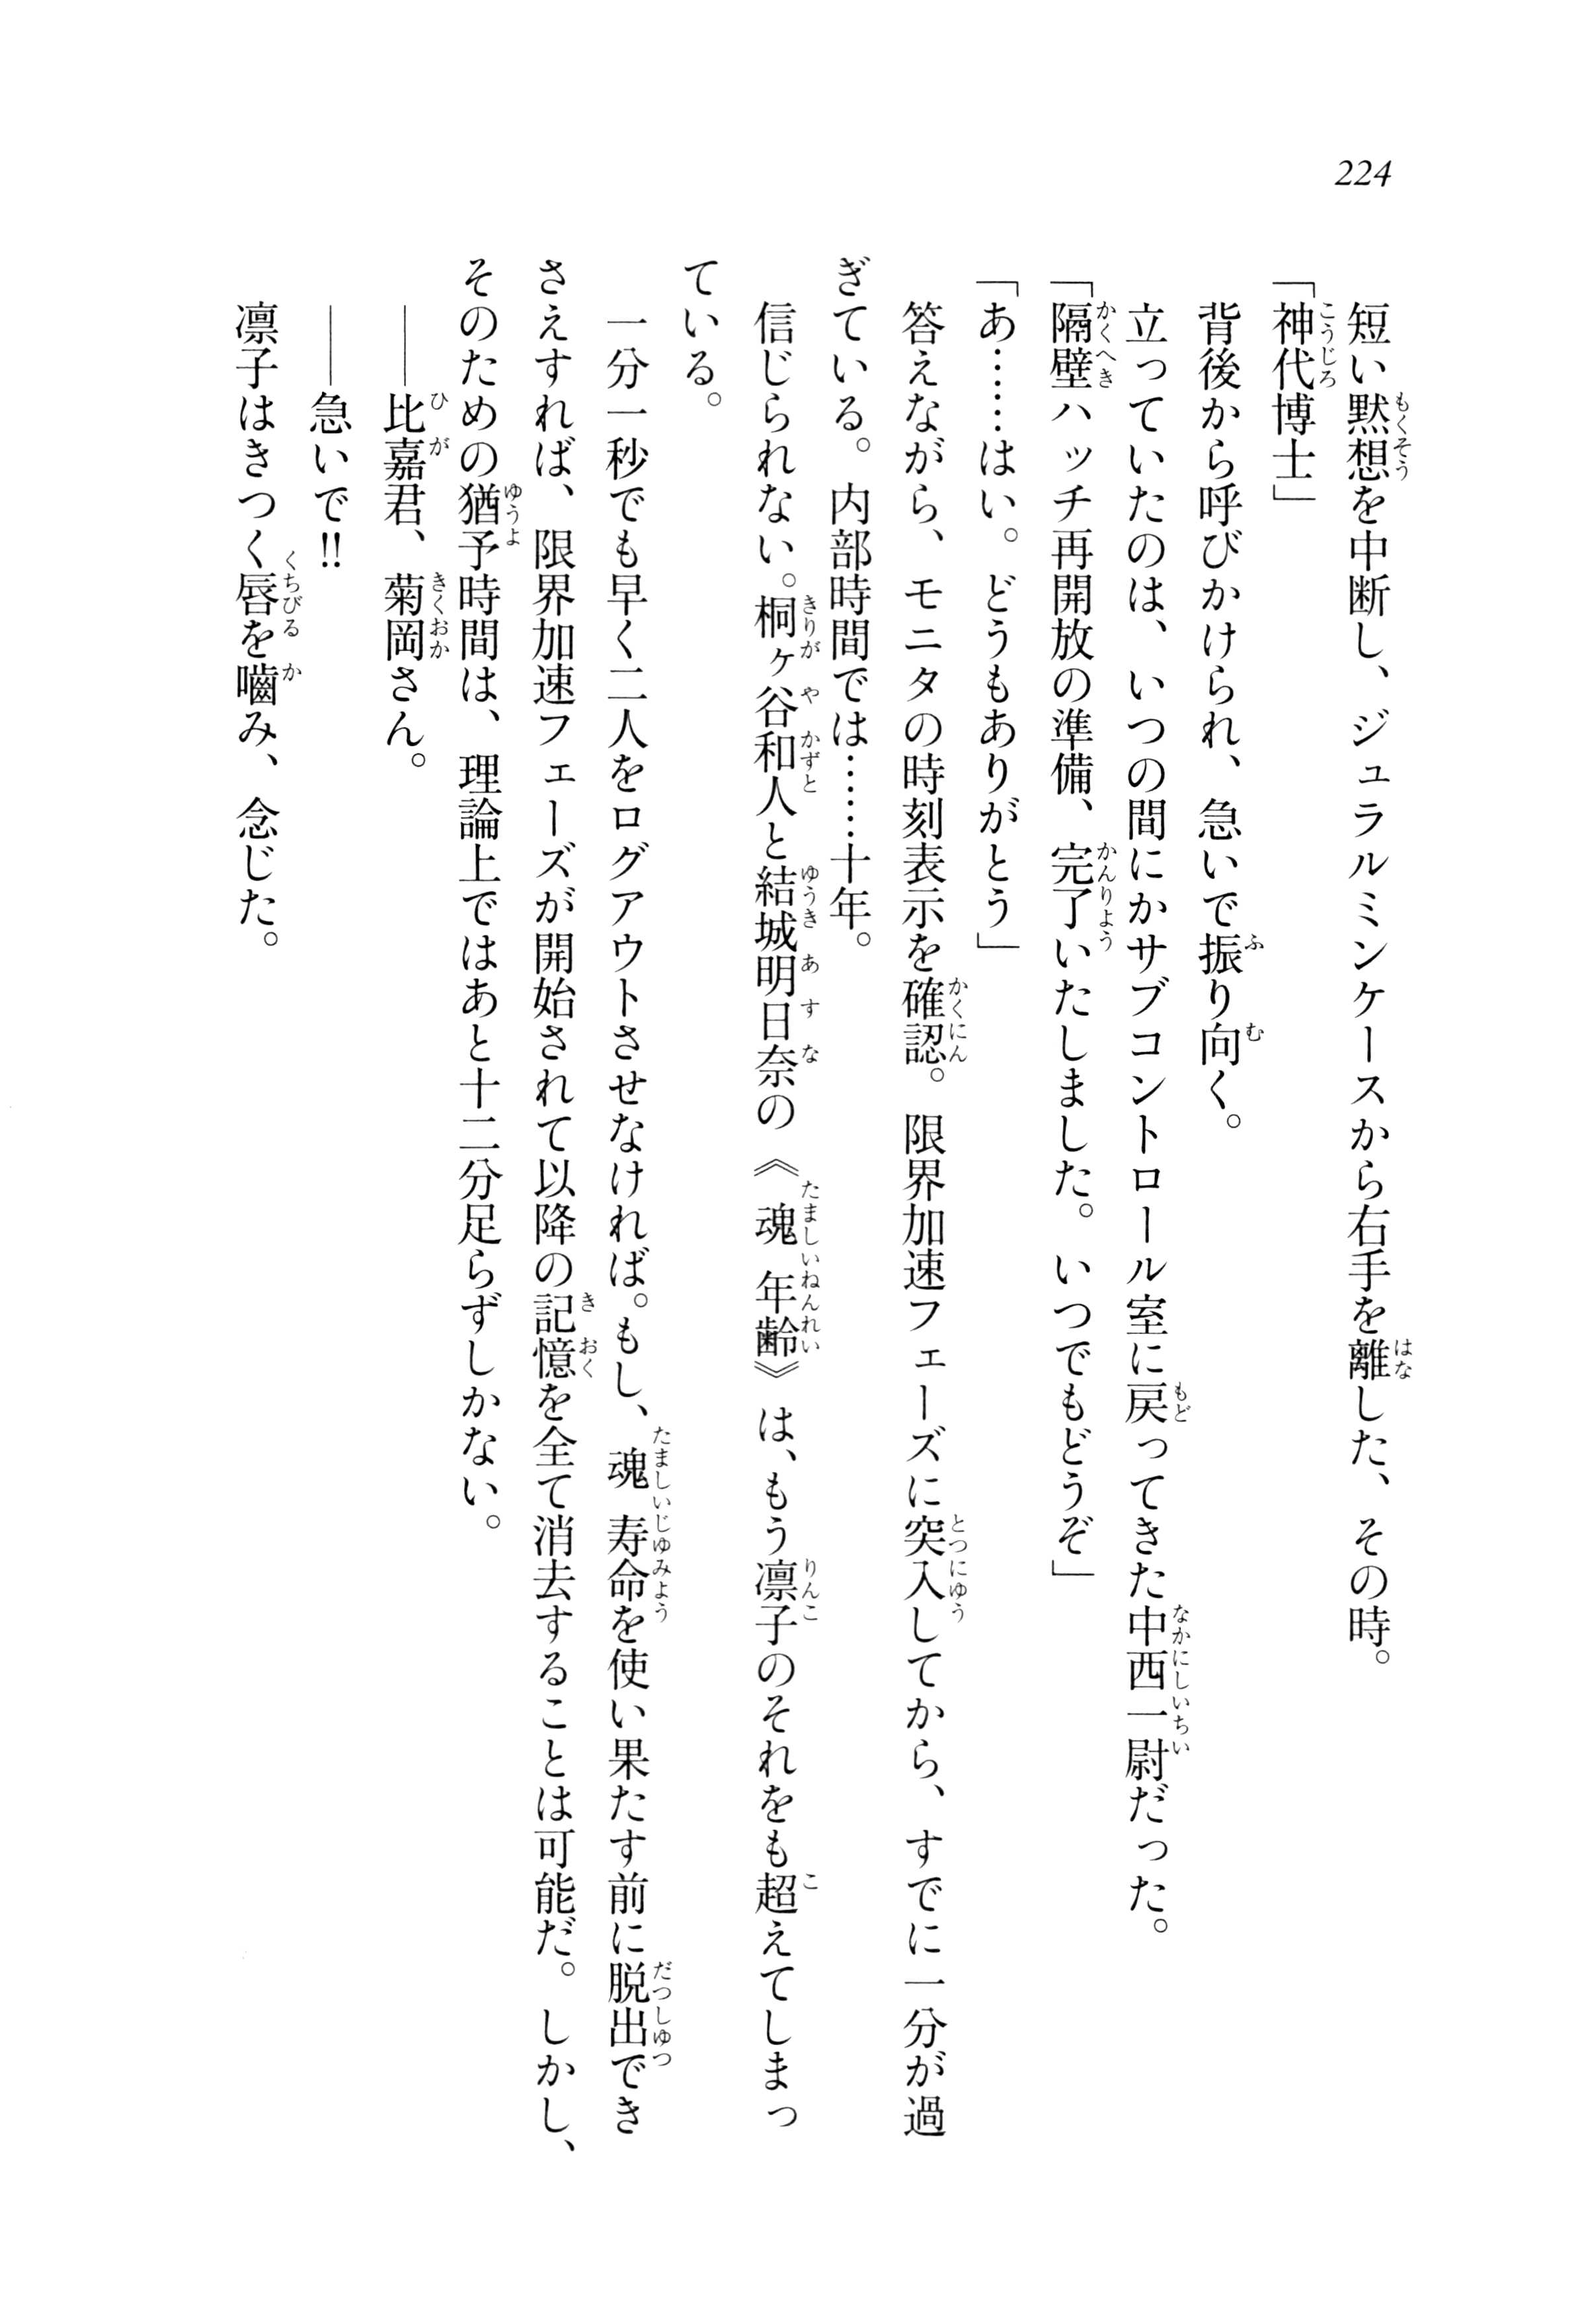 224
短い黙想を中断し、ジュラルミンケースから右手を離した、その時。
「神代博士」
背後から呼びかけられ、急いで振り向く。
立っていたのは、いつの間にかサブコントロール室に戻ってきた中西一尉だった。
「隔壁ハッチ再開放の準備、完了いたしました。いつでもどうぞ」
「あ……はい。どうもありがとう」
答えながら、モニタの時刻表示を確認。限界加速フェーズに突入してから、すでに一分が過
ぎている。内部時間では……十年。
信じられない。桐ヶ谷和人と結城明日奈の《魂年齢》は、もう凛子のそれをも超えてしまっ
ている。
一分一秒でも早く二人をログアウトさせなければ。もし、魂寿命を使い果たす前に脱出でき
さえすれば、限界加速フェーズが開始されて以降の記憶を全て消去することは可能だ。しかし、
そのための猶予時間は、理論上ではあと十二分足らずしかない。
――比嘉君、菊岡さん。
――急いで!!
凛子はきつく唇を嚙み、念じた。